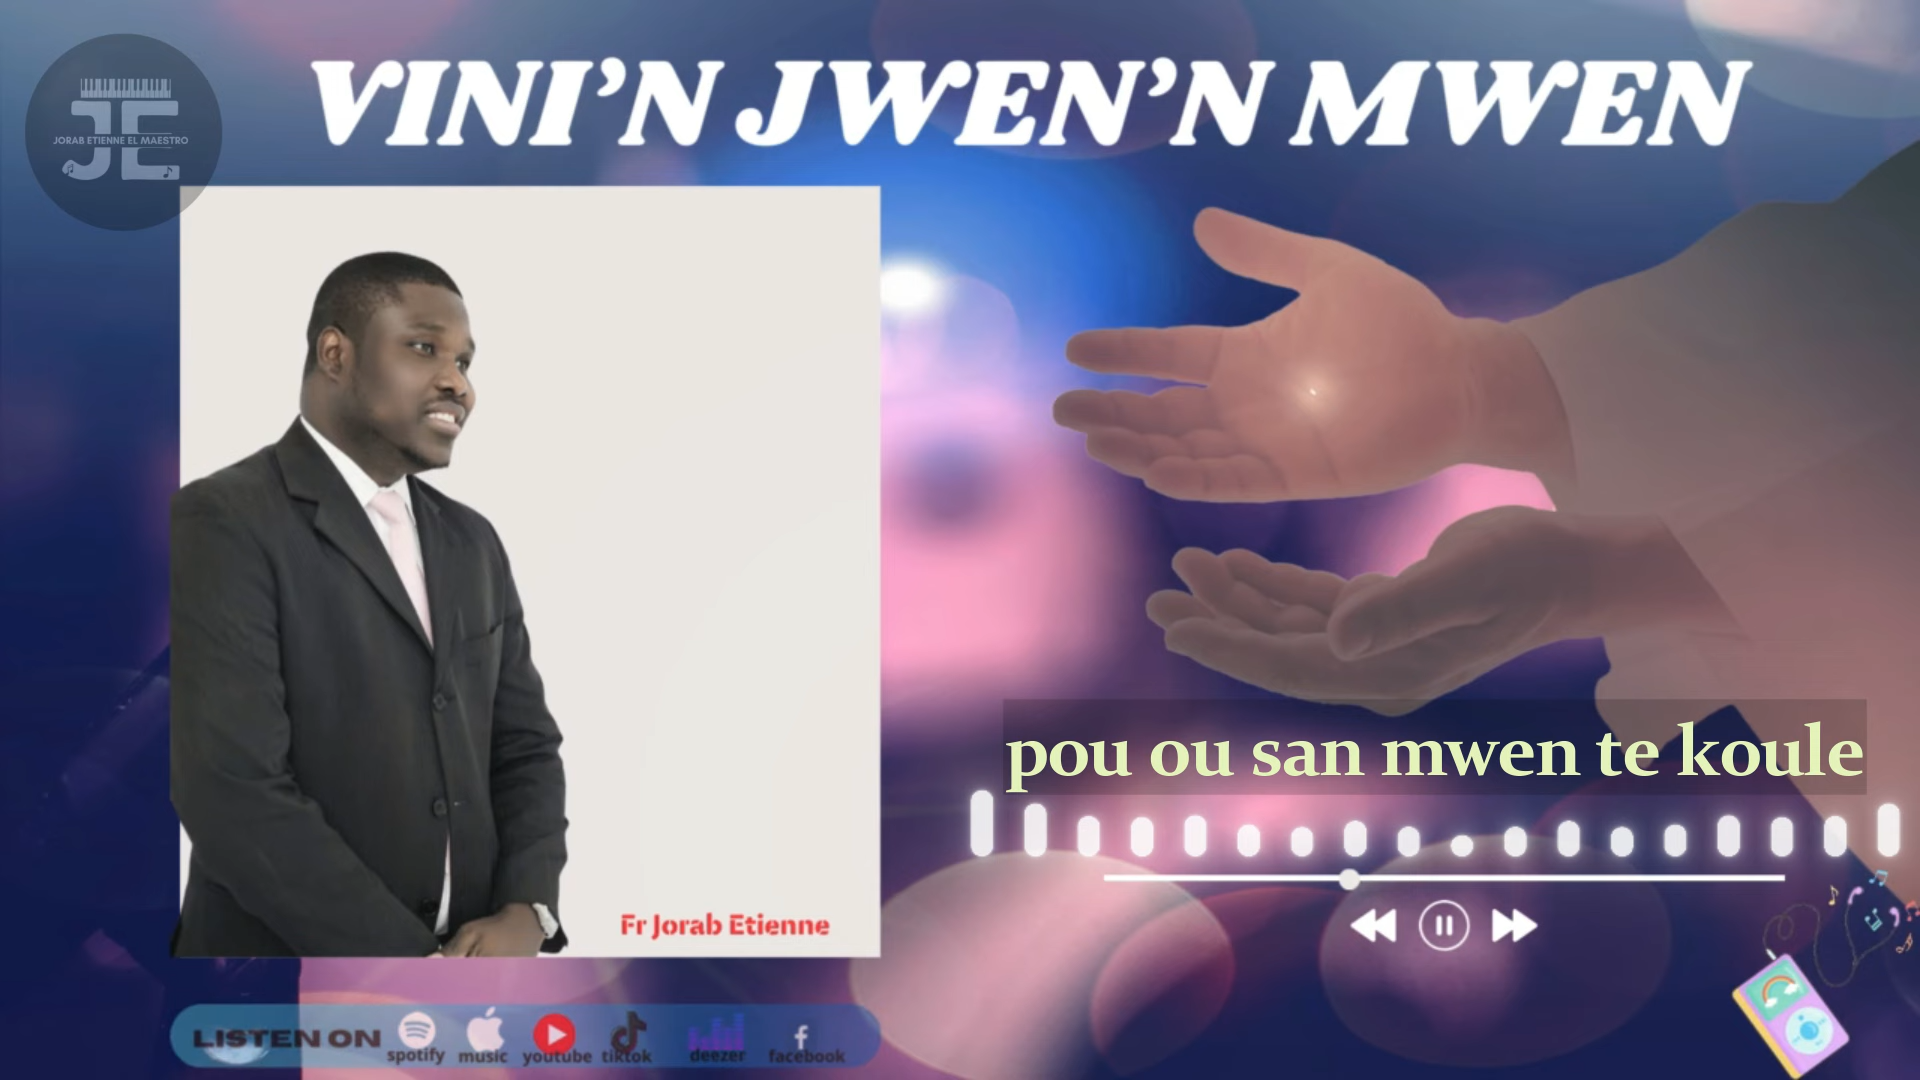 VINI'N JWEN'N MWEN
JE
JORAB ETIENNE EL MAESTRO
Fr Jorab Etienne
pou ou san mwen te koule
LISTEN ON
spotify music youtube tiktok deezer facebook